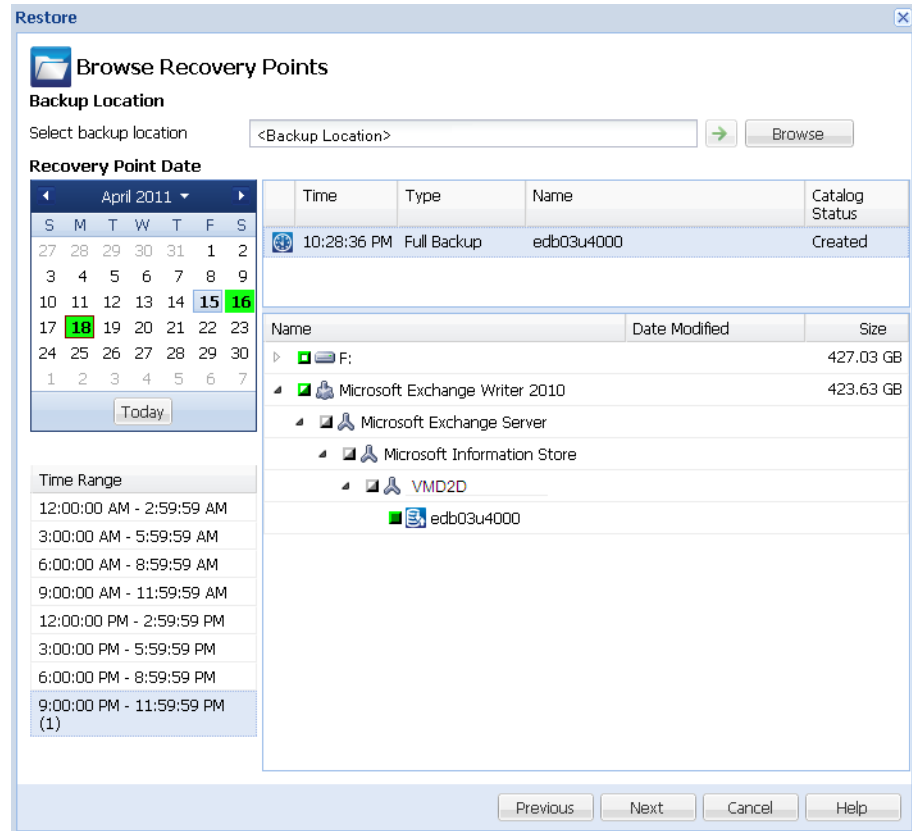 Restore
Browse Recovery Points
Backup Location
Select backup location <Backup Location> Browse
Recovery Point Date
April 2011
S M T W T F S
27 28 29 30 31 1 2
3 4 5 6 7 8 9
10 11 12 13 14 15 16
17 18 19 20 21 22 23
24 25 26 27 28 29 30
1 2 3 4 5 6 7
Today
Time Range
12:00:00 AM - 2:59:59 AM
3:00:00 AM - 5:59:59 AM
6:00:00 AM - 8:59:59 AM
9:00:00 AM - 11:59:59 AM
12:00:00 PM - 2:59:59 PM
3:00:00 PM - 5:59:59 PM
6:00:00 PM - 8:59:59 PM
9:00:00 PM - 11:59:59 PM
(1)
Time Type Name Catalog
Status
10:28:36 PM Full Backup edb03u4000 Created
Name Date Modified Size
F: 427.03 GB
Microsoft Exchange Writer 2010 423.63 GB
Microsoft Exchange Server
Microsoft Information Store
VMD2D
edb03u4000
Previous Next Cancel Help